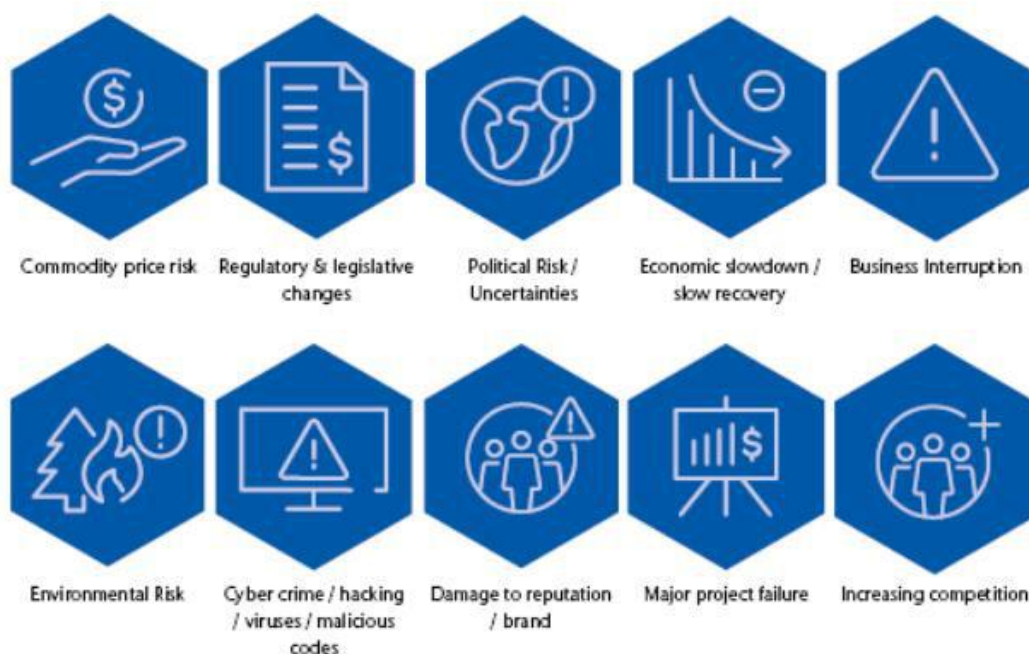 $
$
!
!
Commodity price risk
Regulatory & legislative
changes
Political Risk /
Uncertainties
Economic slowdown /
slow recovery
Business Interruption
!
!
!
$
Environmental Risk
Cyber crime / hacking
/ viruses / malicious
codes
Damage to reputation
/ brand
Major project failure
Increasing competition